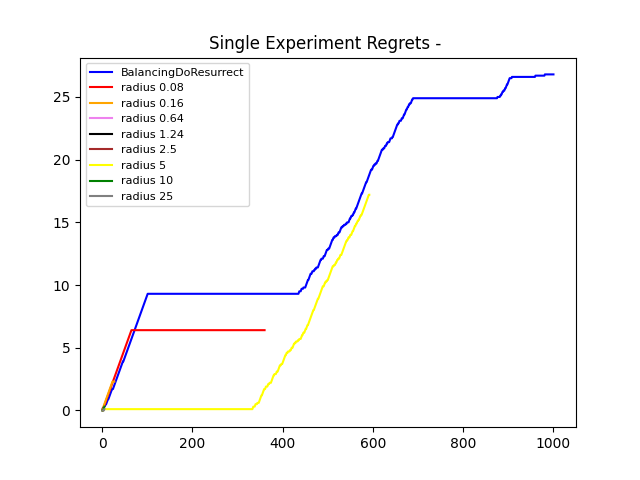 Single Experiment Regrets -
BalancingDoResurrect
radius 0.08
radius 0.16
radius 0.64
radius 1.24
radius 2.5
radius 5
radius 10
radius 25
25
20
15
10
5
0
0 200 400 600 800 1000